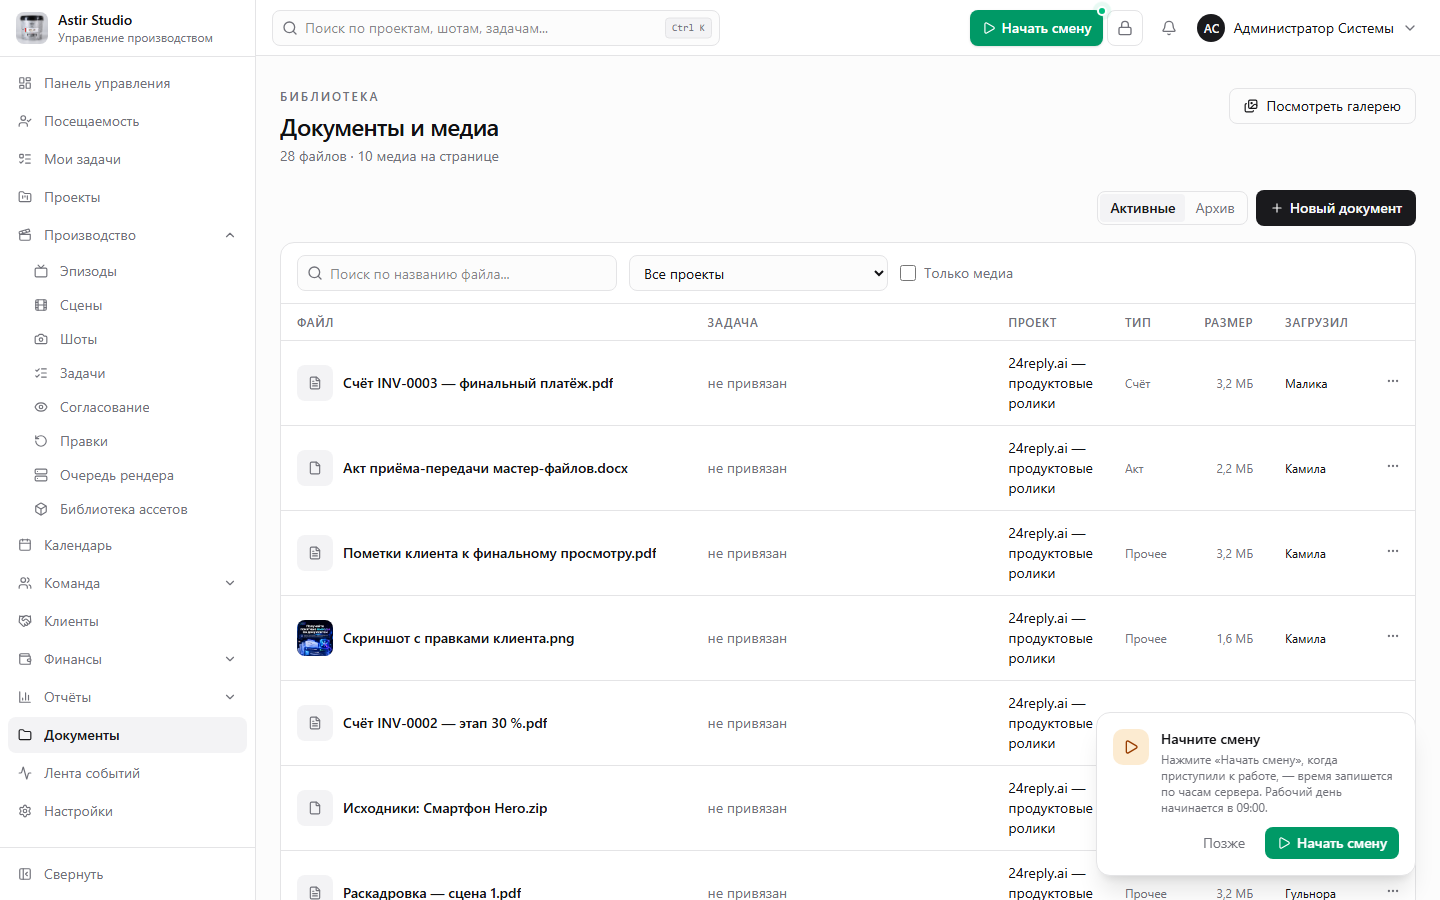 Astir Studio
Управление производством
Поиск по проектам, шотам, задачам...
Ctrl K
Начать смену
АС
Администратор Системы
Панель управления
Посещаемость
Мои задачи
Проекты
Производство
Эпизоды
Сцены
Шоты
Задачи
Согласование
Правки
Очередь рендера
Библиотека ассетов
Календарь
Команда
Клиенты
Финансы
Отчёты
Документы
Лента событий
Настройки
Свернуть
БИБЛИОТЕКА
Документы и медиа
28 файлов · 10 медиа на странице
Посмотреть галерею
Активные
Архив
Новый документ
Поиск по названию файла...
Все проекты
Только медиа
ФАЙЛ ЗАДАЧА ПРОЕКТ ТИП РАЗМЕР ЗАГРУЗИЛ
Счёт INV-0003 — финальный платёж.pdf
не привязан
24reply.ai —
продуктовые
ролики
Счёт
3,2 МБ
Малика
Акт приёма-передачи мастер-файлов.docx
не привязан
24reply.ai —
продуктовые
ролики
Акт
2,2 МБ
Камила
Пометки клиента к финальному просмотру.pdf
не привязан
24reply.ai —
продуктовые
ролики
Прочее
3,2 МБ
Камила
Скриншот с правками клиента.png
не привязан
24reply.ai —
продуктовые
ролики
Прочее
1,6 МБ
Камила
Счёт INV-0002 — этап 30 %.pdf
не привязан
24reply.ai —
продуктовые
ролики
Исходники: Смартфон Hero.zip
не привязан
24reply.ai —
продуктовые
ролики
Раскадровка — сцена 1.pdf
не привязан
24reply.ai —
продуктовые
Прочее
3,2 МБ
Гульнора
Начните смену
Нажмите «Начать смену», когда
приступили к работе, — время запишется
по часам сервера. Рабочий день
начинается в 09:00.
Позже
Начать смену